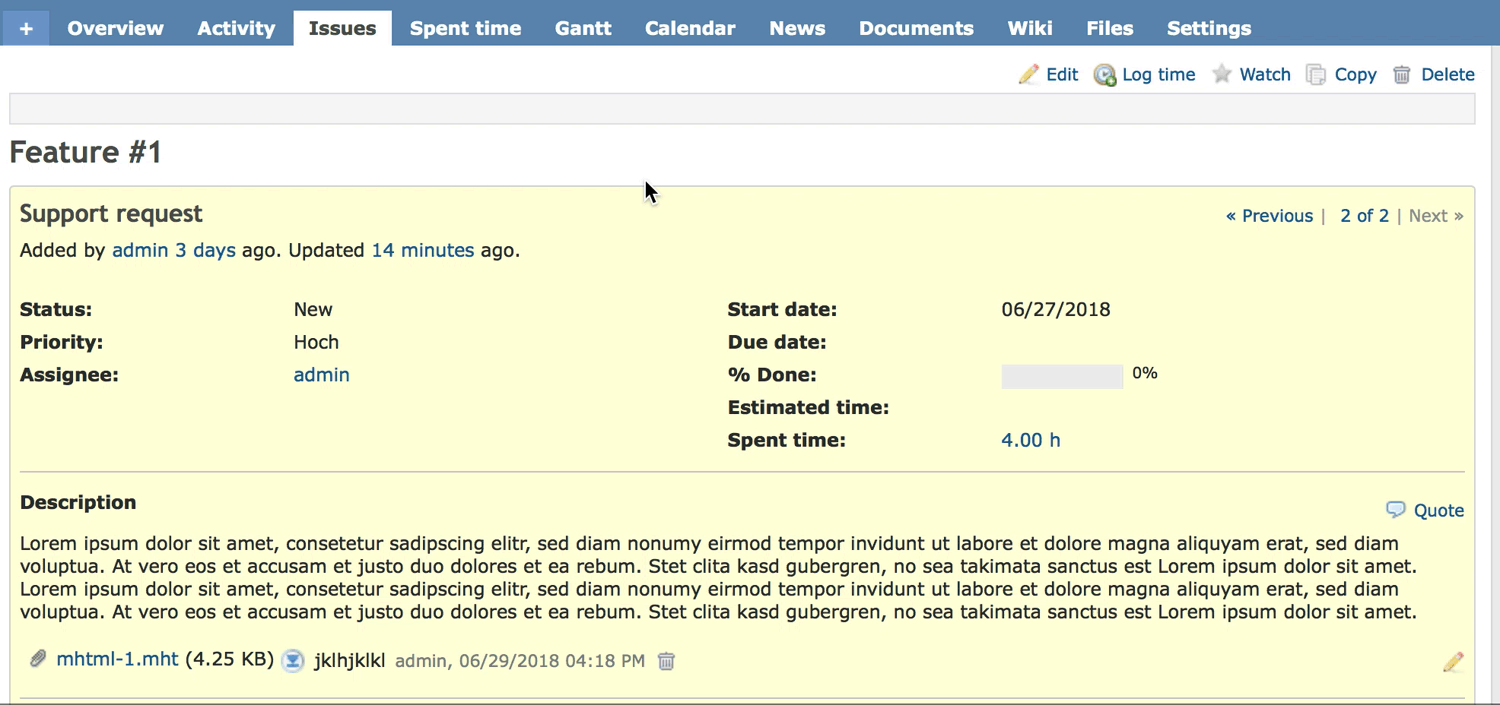 + Overview Activity Issues Spent time Gantt Calendar News Documents Wiki Files Settings
Edit Log time Watch Copy Delete
Feature #1
Support request
« Previous | 2 of 2 | Next »
Added by admin 3 days ago. Updated 14 minutes ago.
Status: New Start date: 06/27/2018
Priority: Hoch Due date:
Assignee: admin % Done: 0%
Estimated time:
Spent time: 4.00 h
Description
Quote
Lorem ipsum dolor sit amet, consetetur sadipscing elitr, sed diam nonumy eirmod tempor invidunt ut labore et dolore magna aliquyam erat, sed diam
voluptua. At vero eos et accusam et justo duo dolores et ea rebum. Stet clita kasd gubergren, no sea takimata sanctus est Lorem ipsum dolor sit amet.
Lorem ipsum dolor sit amet, consetetur sadipscing elitr, sed diam nonumy eirmod tempor invidunt ut labore et dolore magna aliquyam erat, sed diam
voluptua. At vero eos et accusam et justo duo dolores et ea rebum. Stet clita kasd gubergren, no sea takimata sanctus est Lorem ipsum dolor sit amet.
mhtml-1.mht (4.25 KB) jklhjklkl admin, 06/29/2018 04:18 PM